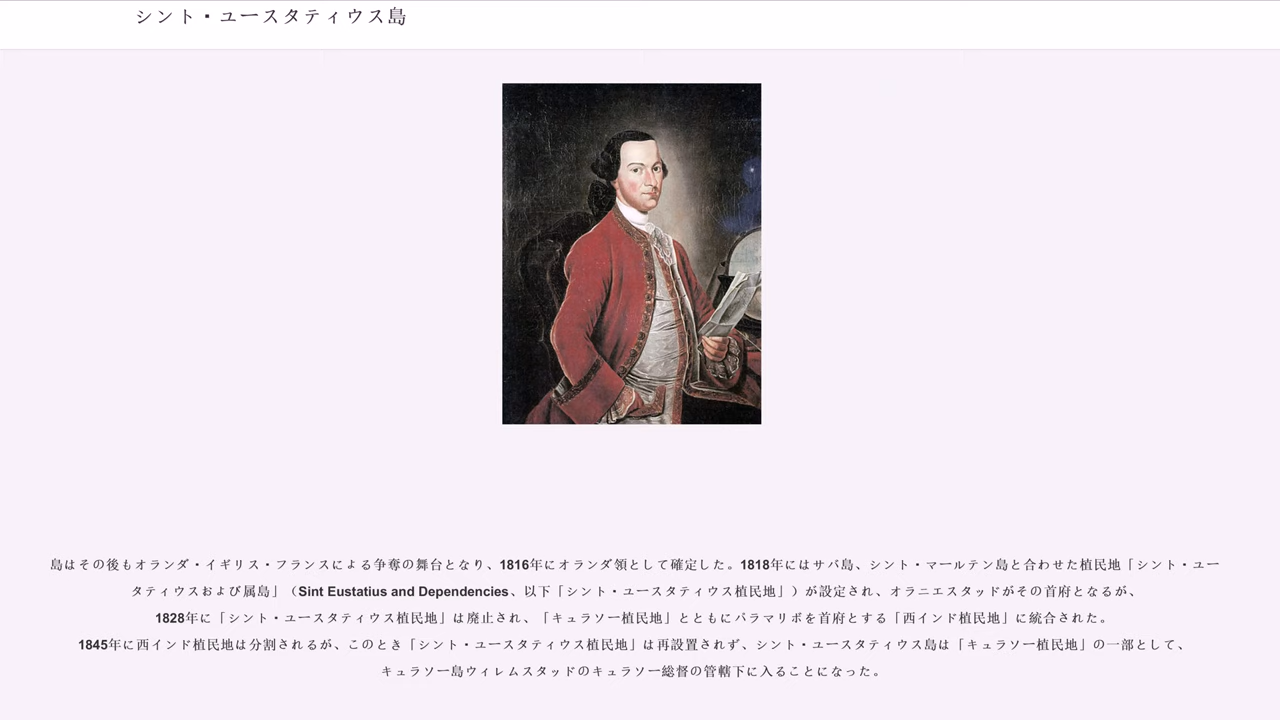 シント・ユースタティウス島
島はその後もオランダ・イギリス・フランスによる争奪の舞台となり、1816年にオランダ領として確定した。1818年にはサバ島、シント・マールテン島と合わせた植民地「シント・ユー
タティウスおよび属島」（Sint Eustatius and Dependencies、以下「シント・ユースタティウス植民地」）が設定され、オラニエスタッドがその首府となるが、
1828年に「シント・ユースタティウス植民地」は廃止され、「キュラソー植民地」とともにパラマリボを首府とする「西インド植民地」に統合された。
1845年に西インド植民地は分割されるが、このとき「シント・ユースタティウス植民地」は再設置されず、シント・ユースタティウス島は「キュラソー植民地」の一部として、
キュラソー島ウィレムスタッドのキュラソー総督の管轄下に入ることになった。